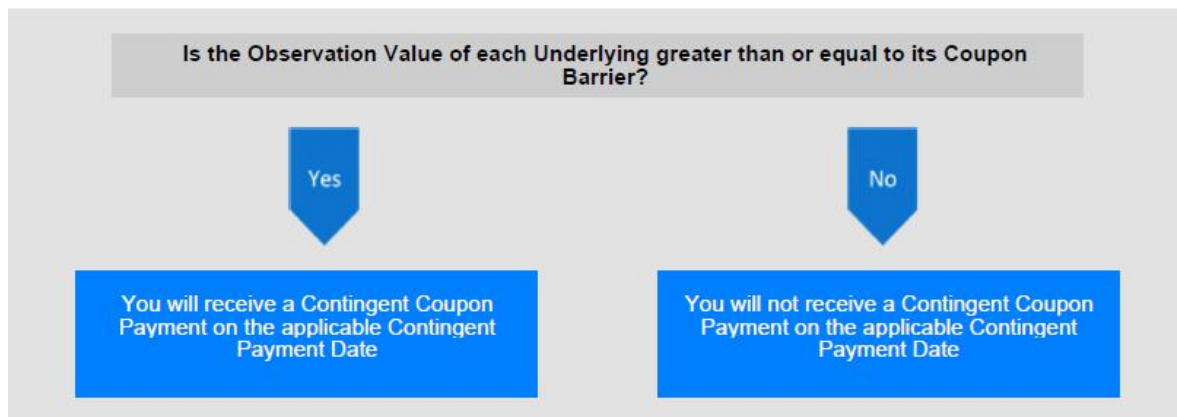 Is the Observation Value of each Underlying greater than or equal to its Coupon
Barrier?
Yes
No
You will receive a Contingent Coupon
Payment on the applicable Contingent
Payment Date
You will not receive a Contingent Coupon
Payment on the applicable Contingent
Payment Date